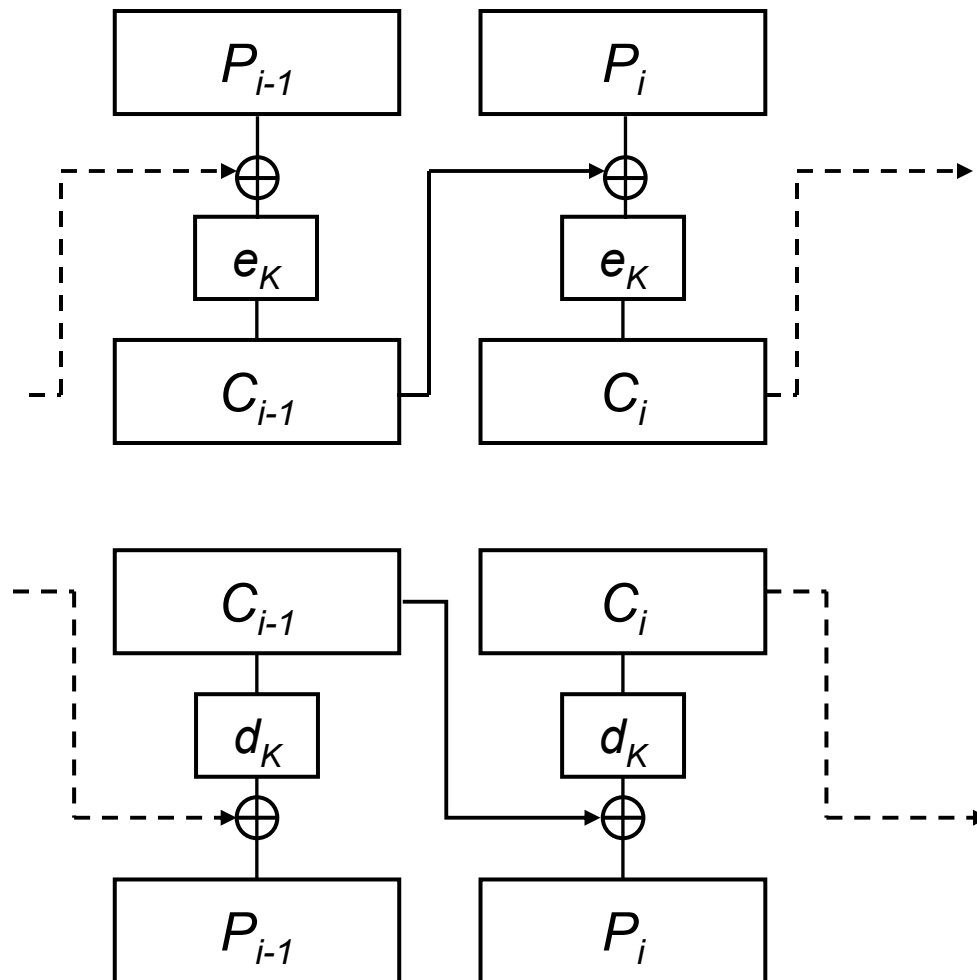 P_{i-1} P_i
e_K e_K
C_{i-1} C_i
C_{i-1} C_i
d_K d_K
P_{i-1} P_i